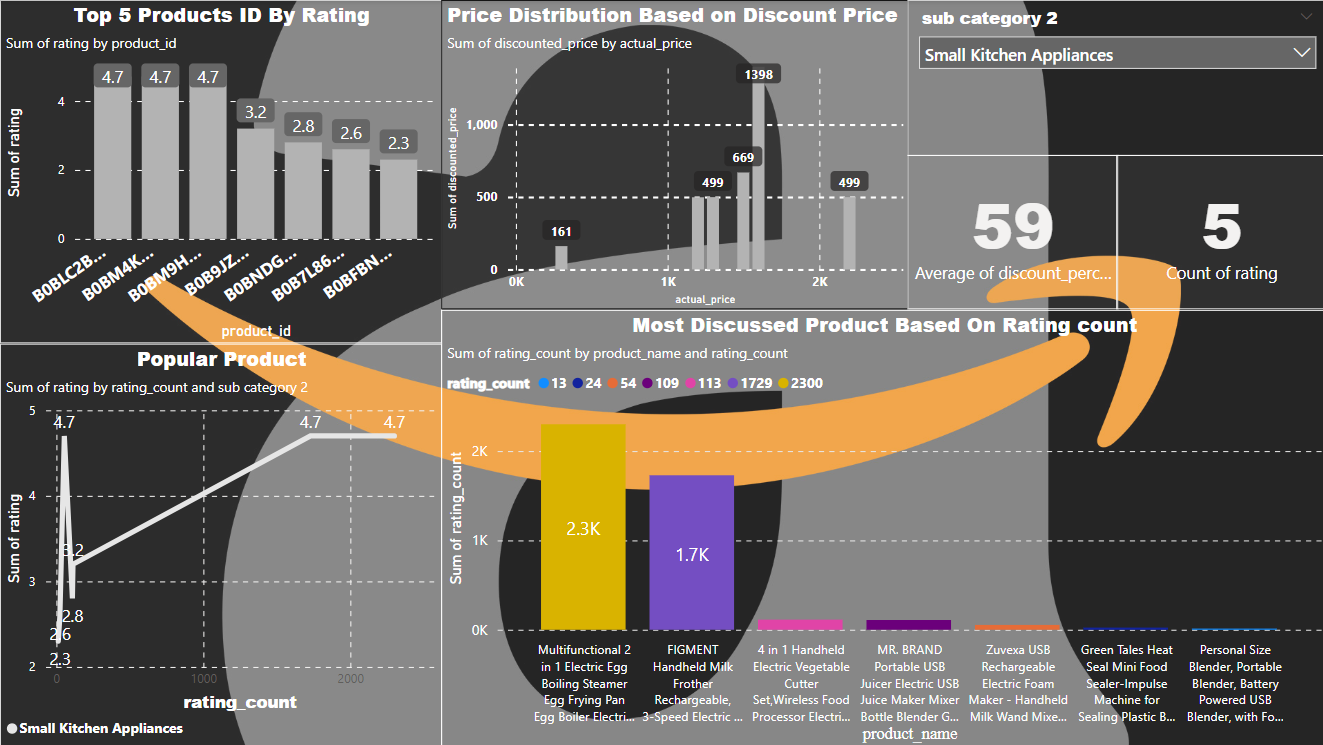 Top 5 Products ID By Rating
Sum of rating by product_id
Sum of rating
4
2
0
4.7
4.7
4.7
3.2
2.8
2.6
2.3
B0BLC2B...
B0BM4K...
B0BM9H...
B0B9JZ...
B0BNDG...
B0B7L86...
B0BFBN...
product_id
Price Distribution Based on Discount Price
Sum of discounted_price by actual_price
Sum of discounted_price
1,000
500
0
161
499
669
1398
499
0K
1K
2K
actual_price
sub category 2
Small Kitchen Appliances
59
Average of discount_perc...
5
Count of rating
Popular Product
Sum of rating by rating_count and sub category 2
Sum of rating
5
4
3
2
4.7
4.7
4.7
3.2
2.8
2.6
2.3
0
1000
2000
rating_count
Small Kitchen Appliances
Most Discussed Product Based On Rating count
Sum of rating_count by product_name and rating_count
rating_count 13 24 54 109 113 1729 2300
Sum of rating_count
2K
1K
0K
2.3K
1.7K
Multifunctional 2
in 1 Electric Egg
Boiling Steamer
Egg Frying Pan
Egg Boiler Electri...
FIGMENT
Handheld Milk
Frother
Rechargeable,
3-Speed Electric ...
4 in 1 Handheld
Electric Vegetable
Cutter
Set,Wireless Food
Processor Electri...
MR. BRAND
Portable USB
Juicer Electric USB
Juice Maker Mixer
Bottle Blender G...
Zuvexa USB
Rechargeable
Electric Foam
Maker - Handheld
Milk Wand Mixe...
Green Tales Heat
Seal Mini Food
Sealer-Impulse
Machine for
Sealing Plastic B...
Personal Size
Blender, Portable
Blender, Battery
Powered USB
Blender, with Fo...
product_name